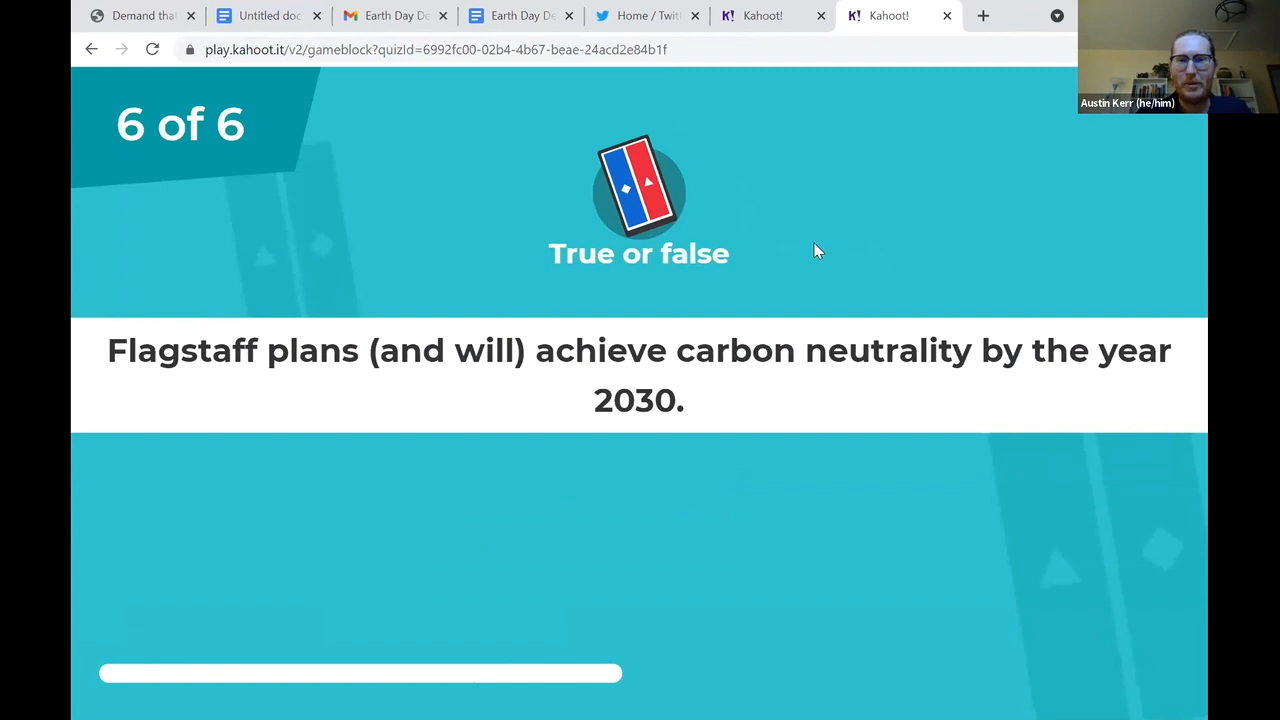 Demand tha
Untitled doc
Earth Day De
Earth Day De
Home / Twit
Kahoot!
Kahoot!
play.kahoot.it/v2/gameblock?quizId=6992fc00-02b4-4b67-beae-24acd2e84b1f
Austin Kerr (he/him)
6 of 6
True or false
Flagstaff plans (and will) achieve carbon neutrality by the year
2030.